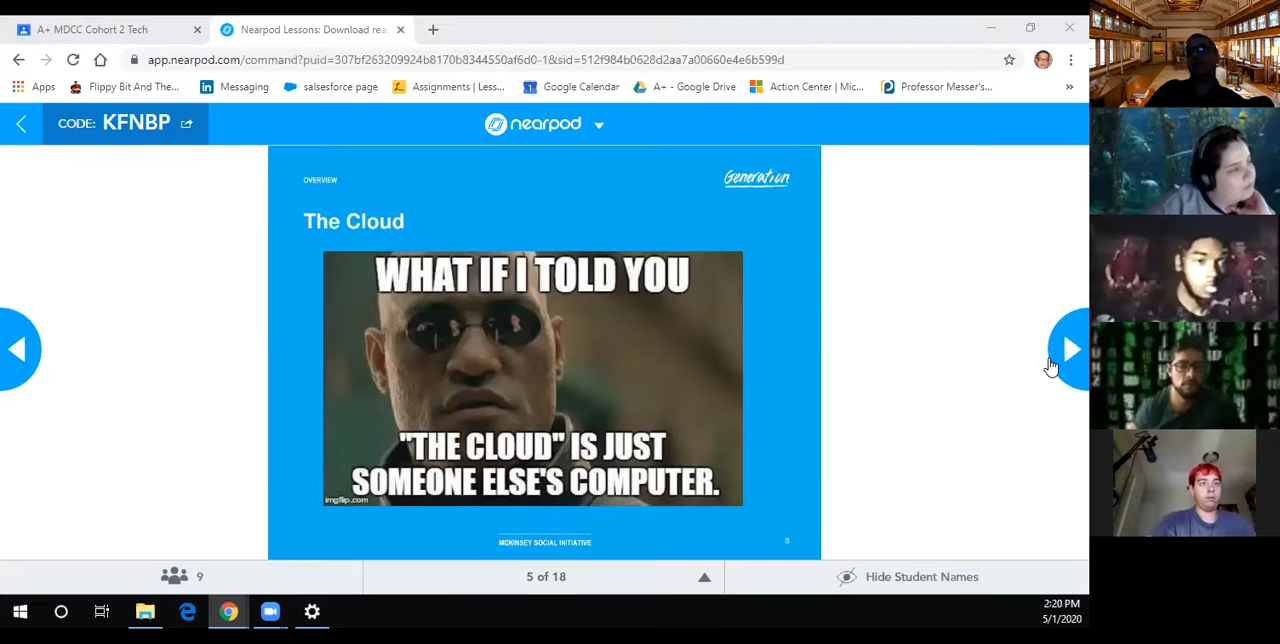 A+ MDCC Cohort 2 Tech
Nearpod Lessons: Download rea
app.nearpod.com/command?puid=307bf263209924b8170b8344550af6d0-1&sid=512f984b0628d2aa7a00660e4e6b599d
Apps Flippy Bit And The... Messaging salsesforce page Assignments | Less... Google Calendar A+ - Google Drive Action Center | Mic... Professor Messer's... »
CODE: KFNBP nearpod
OVERVIEW Generation
The Cloud
WHAT IF I TOLD YOU
"THE CLOUD" IS JUST
SOMEONE ELSE'S COMPUTER.
imgflip.com
MCKINSEY SOCIAL INITIATIVE 3
9 5 of 18 Hide Student Names
2:20 PM
5/1/2020